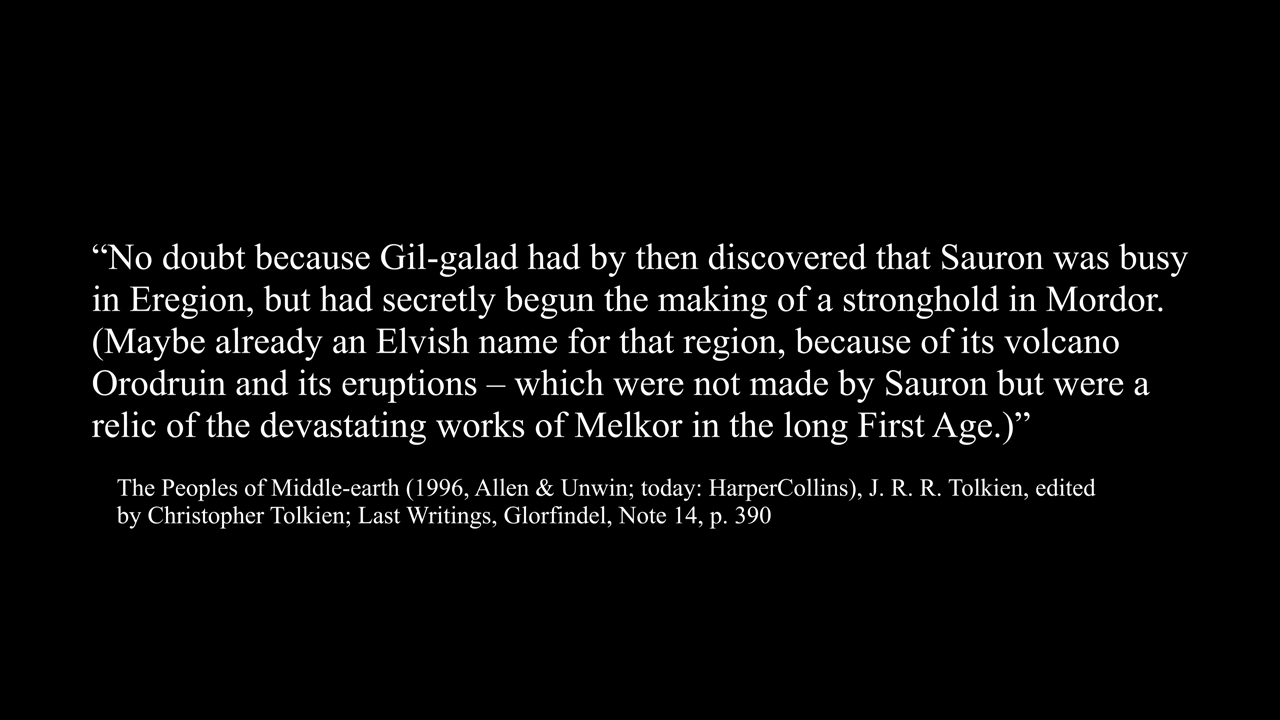 “No doubt because Gil-galad had by then discovered that Sauron was busy
in Eregion, but had secretly begun the making of a stronghold in Mordor.
(Maybe already an Elvish name for that region, because of its volcano
Orodruin and its eruptions – which were not made by Sauron but were a
relic of the devastating works of Melkor in the long First Age.)”
The Peoples of Middle-earth (1996, Allen & Unwin; today: HarperCollins), J. R. R. Tolkien, edited
by Christopher Tolkien; Last Writings, Glorfindel, Note 14, p. 390